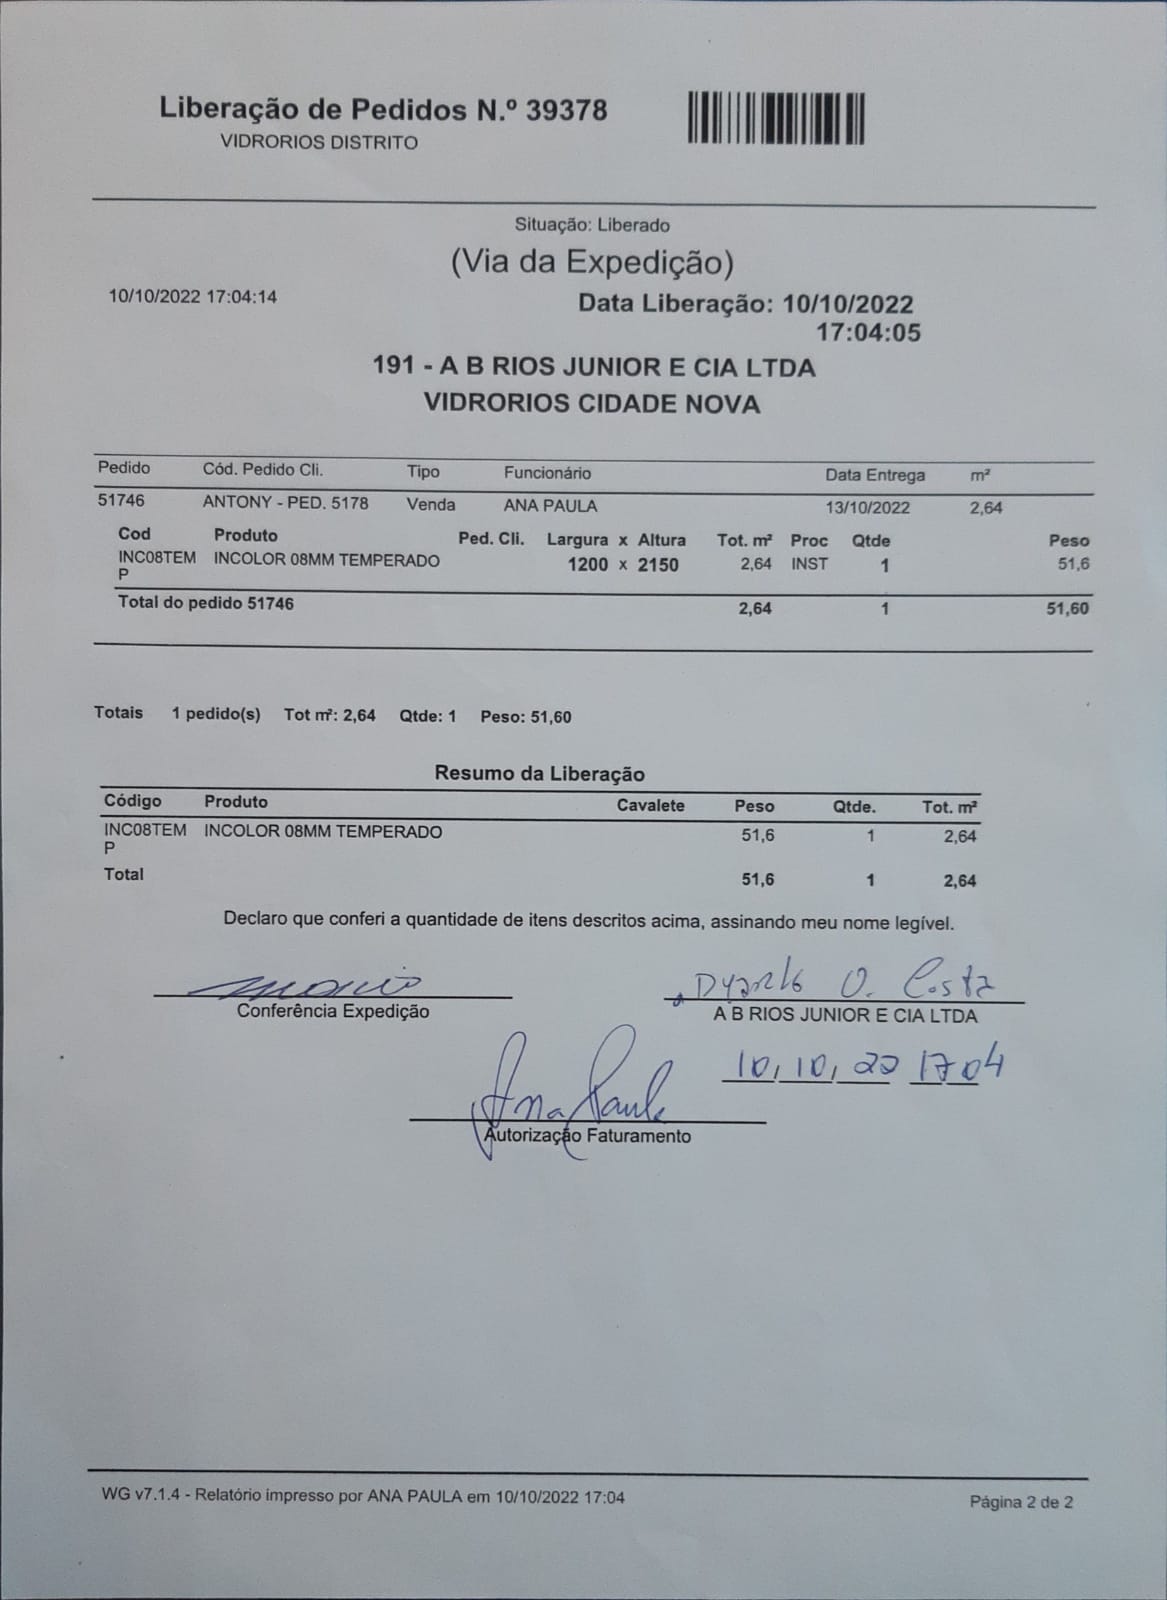 Liberação de Pedidos N.º 39378
VIDRORIOS DISTRITO
Situação: Liberado
(Via da Expedição)
10/10/2022 17:04:14
Data Liberação: 10/10/2022
17:04:05
191 - A B RIOS JUNIOR E CIA LTDA
VIDRORIOS CIDADE NOVA
Pedido Cód. Pedido Cli. Tipo Funcionário Data Entrega m²
51746 ANTONY - PED. 5178 Venda ANA PAULA 13/10/2022 2,64
Cod Produto Ped. Cli. Largura x Altura Tot. m² Proc Qtde Peso
INC08TEM INCOLOR 08MM TEMPERADO 1200 x 2150 2,64 INST 1 51,6
P
Total do pedido 51746 2,64 1 51,60
Totais 1 pedido(s) Tot m²: 2,64 Qtde: 1 Peso: 51,60
Resumo da Liberação
Código Produto Cavalete Peso Qtde. Tot. m²
INC08TEM INCOLOR 08MM TEMPERADO 51,6 1 2,64
P
Total 51,6 1 2,64
Declaro que conferi a quantidade de itens descritos acima, assinando meu nome legível.
O. Costa
Conferência Expedição A B RIOS JUNIOR E CIA LTDA
10, 10, 22 17 04
Ana Paula
Autorização Faturamento
WG v7.1.4 - Relatório impresso por ANA PAULA em 10/10/2022 17:04
Página 2 de 2